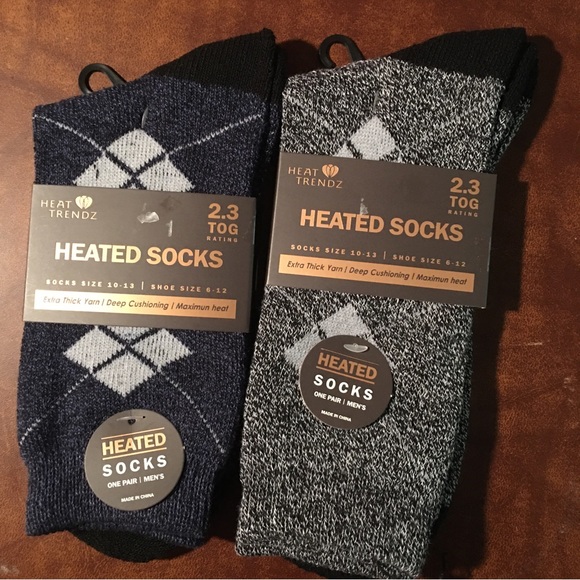 HEAT
TRENDZ
2.3
TOG
RATING
HEATED SOCKS
SOCKS SIZE 10-13 | SHOE SIZE 6-12
Extra Thick Yarn | Deep Cushioning | Maximun heat
HEATED
SOCKS
ONE PAIR | MEN'S
MADE IN CHINA
HEAT
TRENDZ
2.3
TOG
RATING
HEATED SOCKS
SOCKS SIZE 10-13 | SHOE SIZE 6-12
Extra Thick Yarn | Deep Cushioning | Maximun heat
HEATED
SOCKS
ONE PAIR | MEN'S
MADE IN CHINA